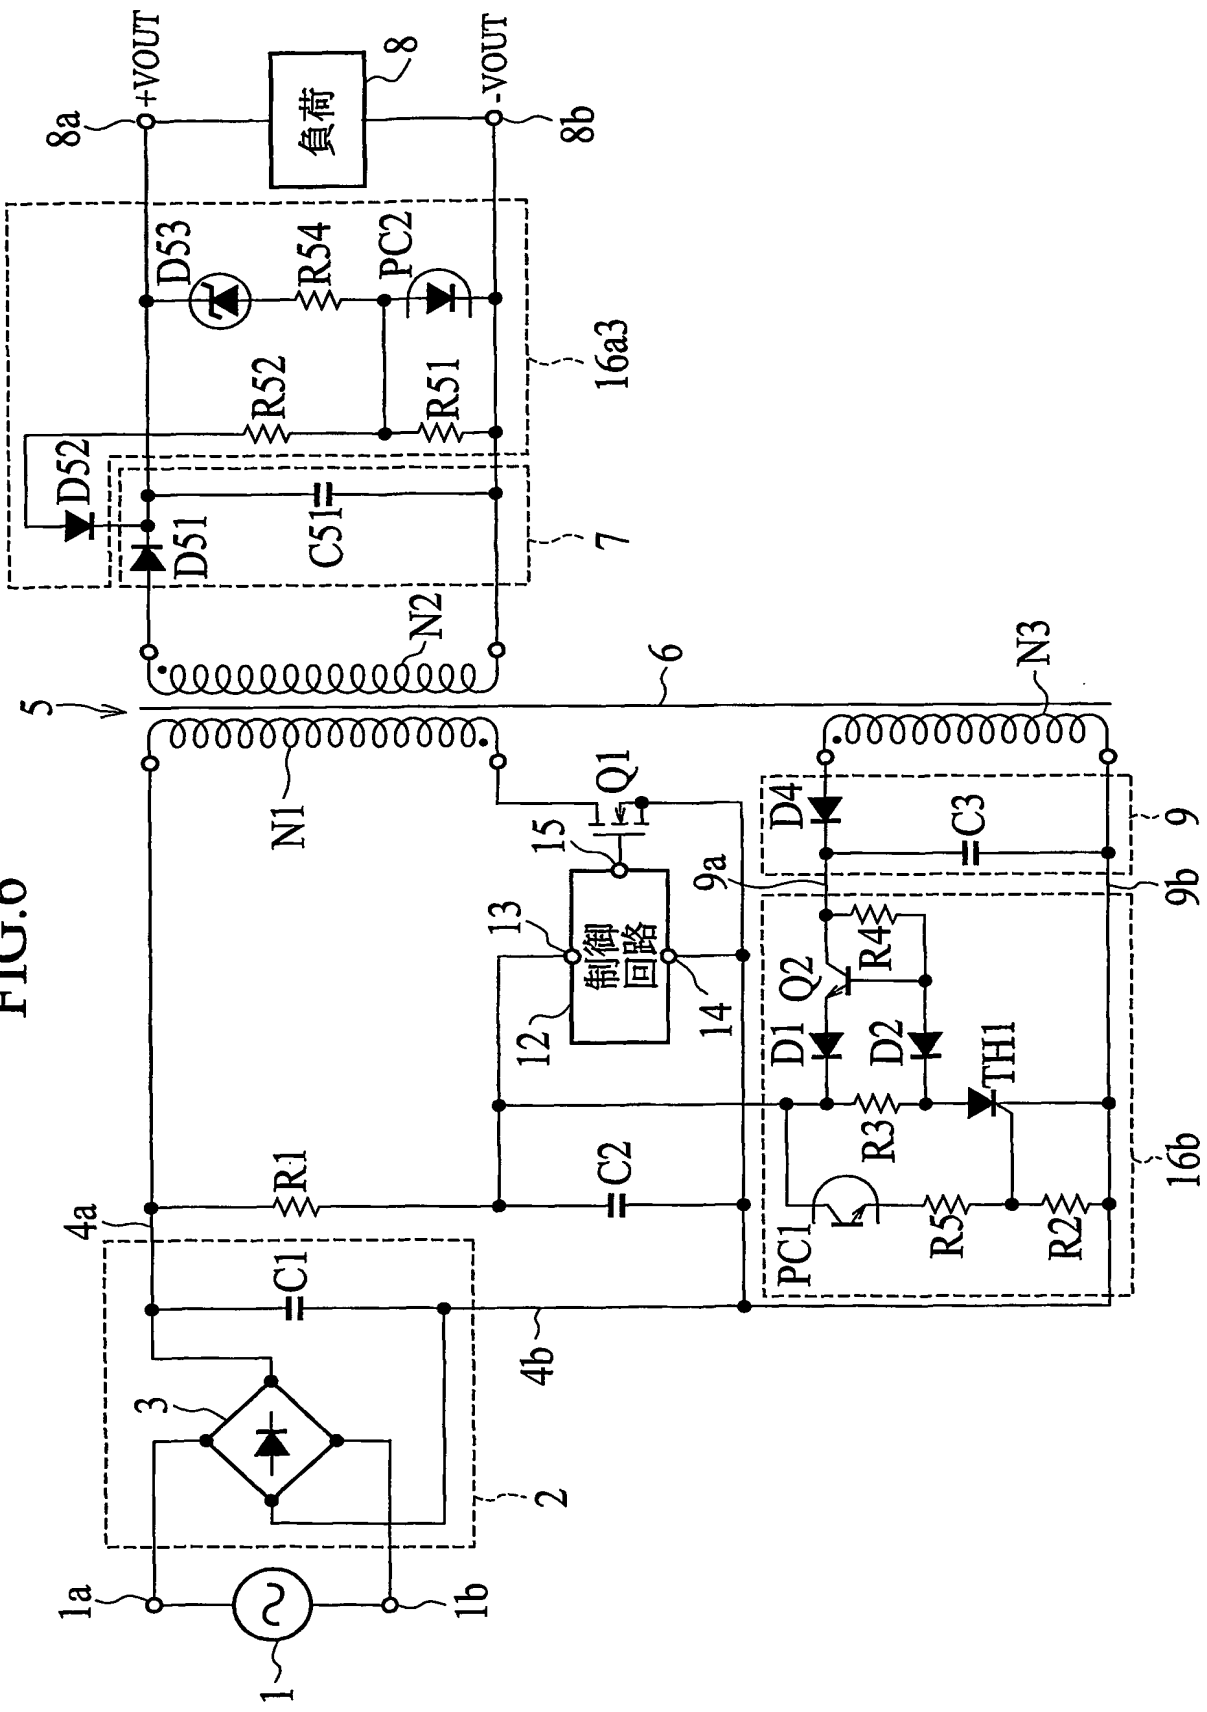 FIG.6
5
4a
3
1a
1
1b
2
C1
R1
C2
4b
N1
N2
6
N3
12
13
14
15
制御
回路
Q1
D51
D52
C51
7
R52
R51
D53
R54
PC2
16a3
8a
+VOUT
負荷
8
-VOUT
8b
9a
D4
C3
9
9b
Q2
R4
D1
D2
R3
TH1
PC1
R5
R2
16b